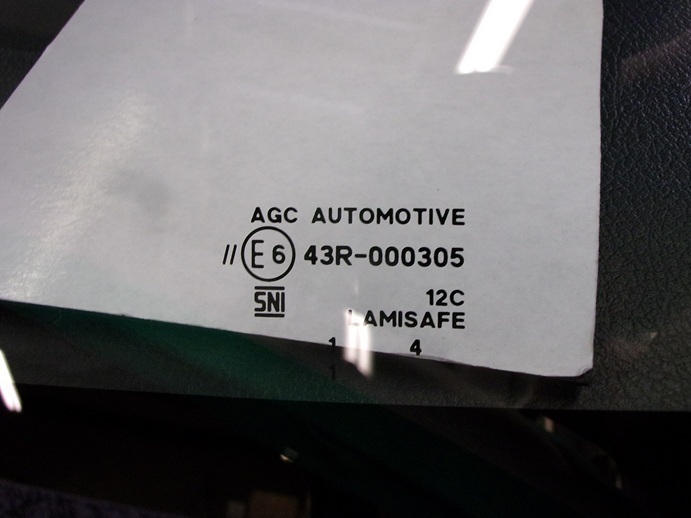 AGC AUTOMOTIVE
// E6 43R-000305
SNI 12C
LAMISAFE
1 4
1